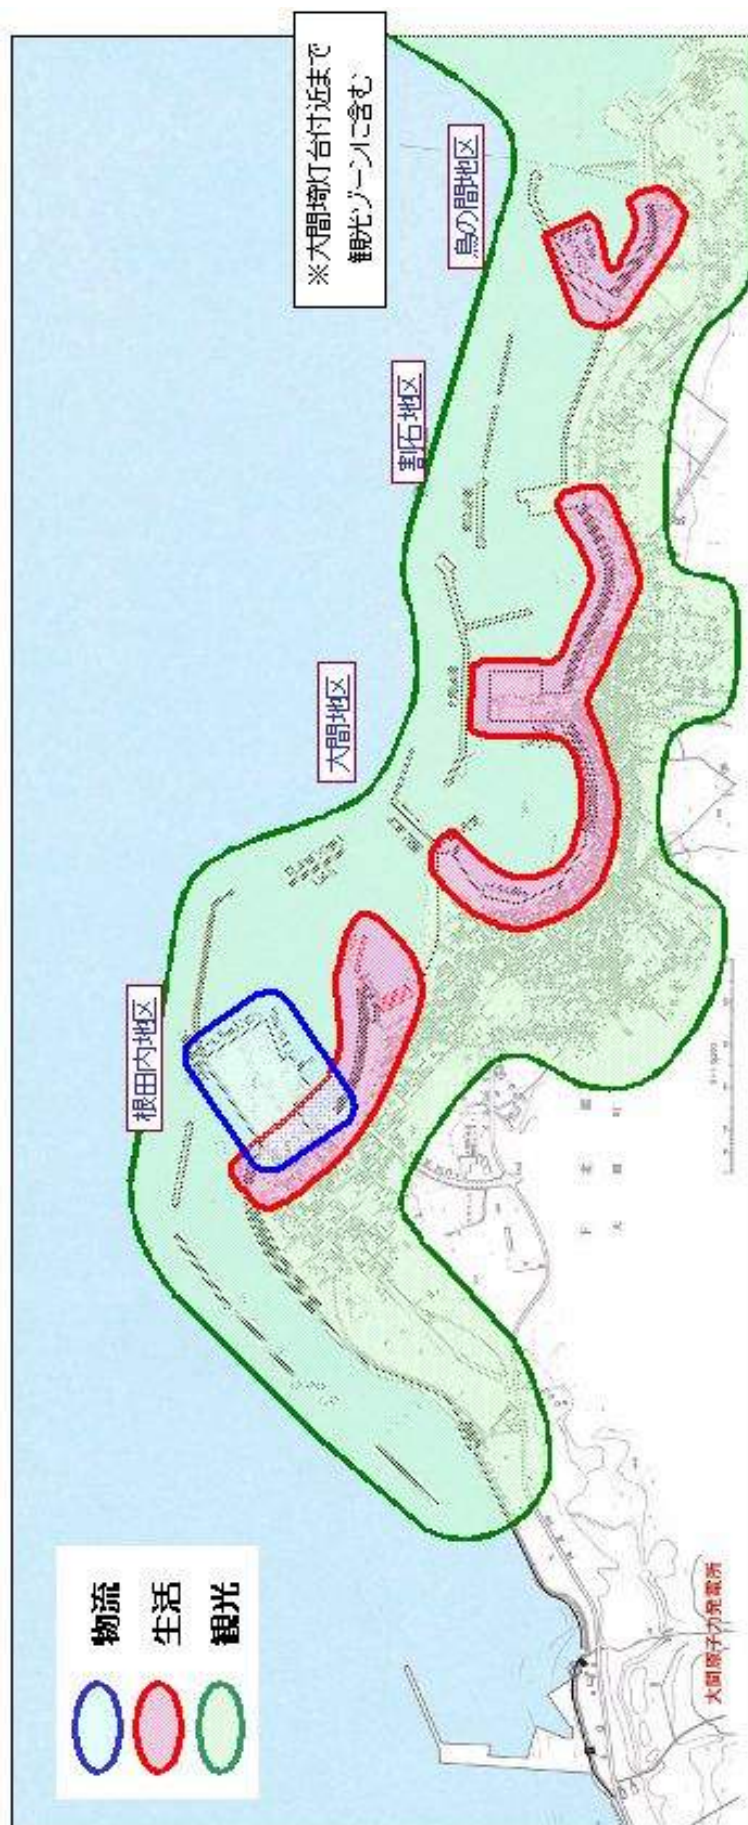 ※大間埼灯台付近まで
観光ゾーンに含む
根田内地区
大間地区
割石地区
烏の間地区
物流
生活
観光
大間原子力発電所